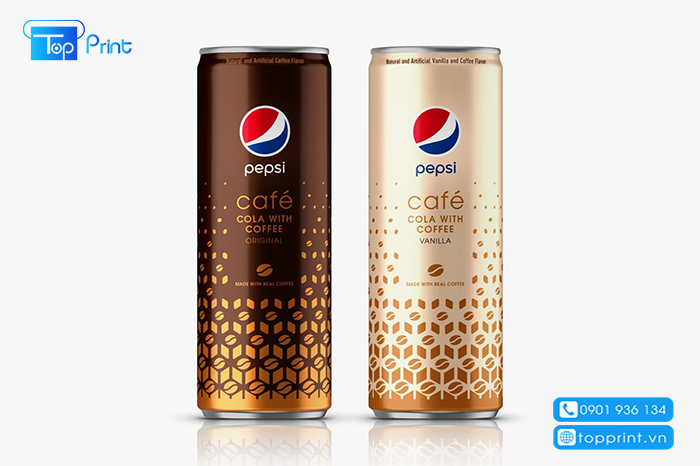 Top Print
Natural and Artificial Coffee Flavor
pepsi
café
COLA WITH
COFFEE
ORIGINAL
MADE WITH REAL COFFEE
Natural and Artificial Vanilla and Coffee Flavor
pepsi
café
COLA WITH
COFFEE
VANILLA
MADE WITH REAL COFFEE
0901 936 134
topprint.vn